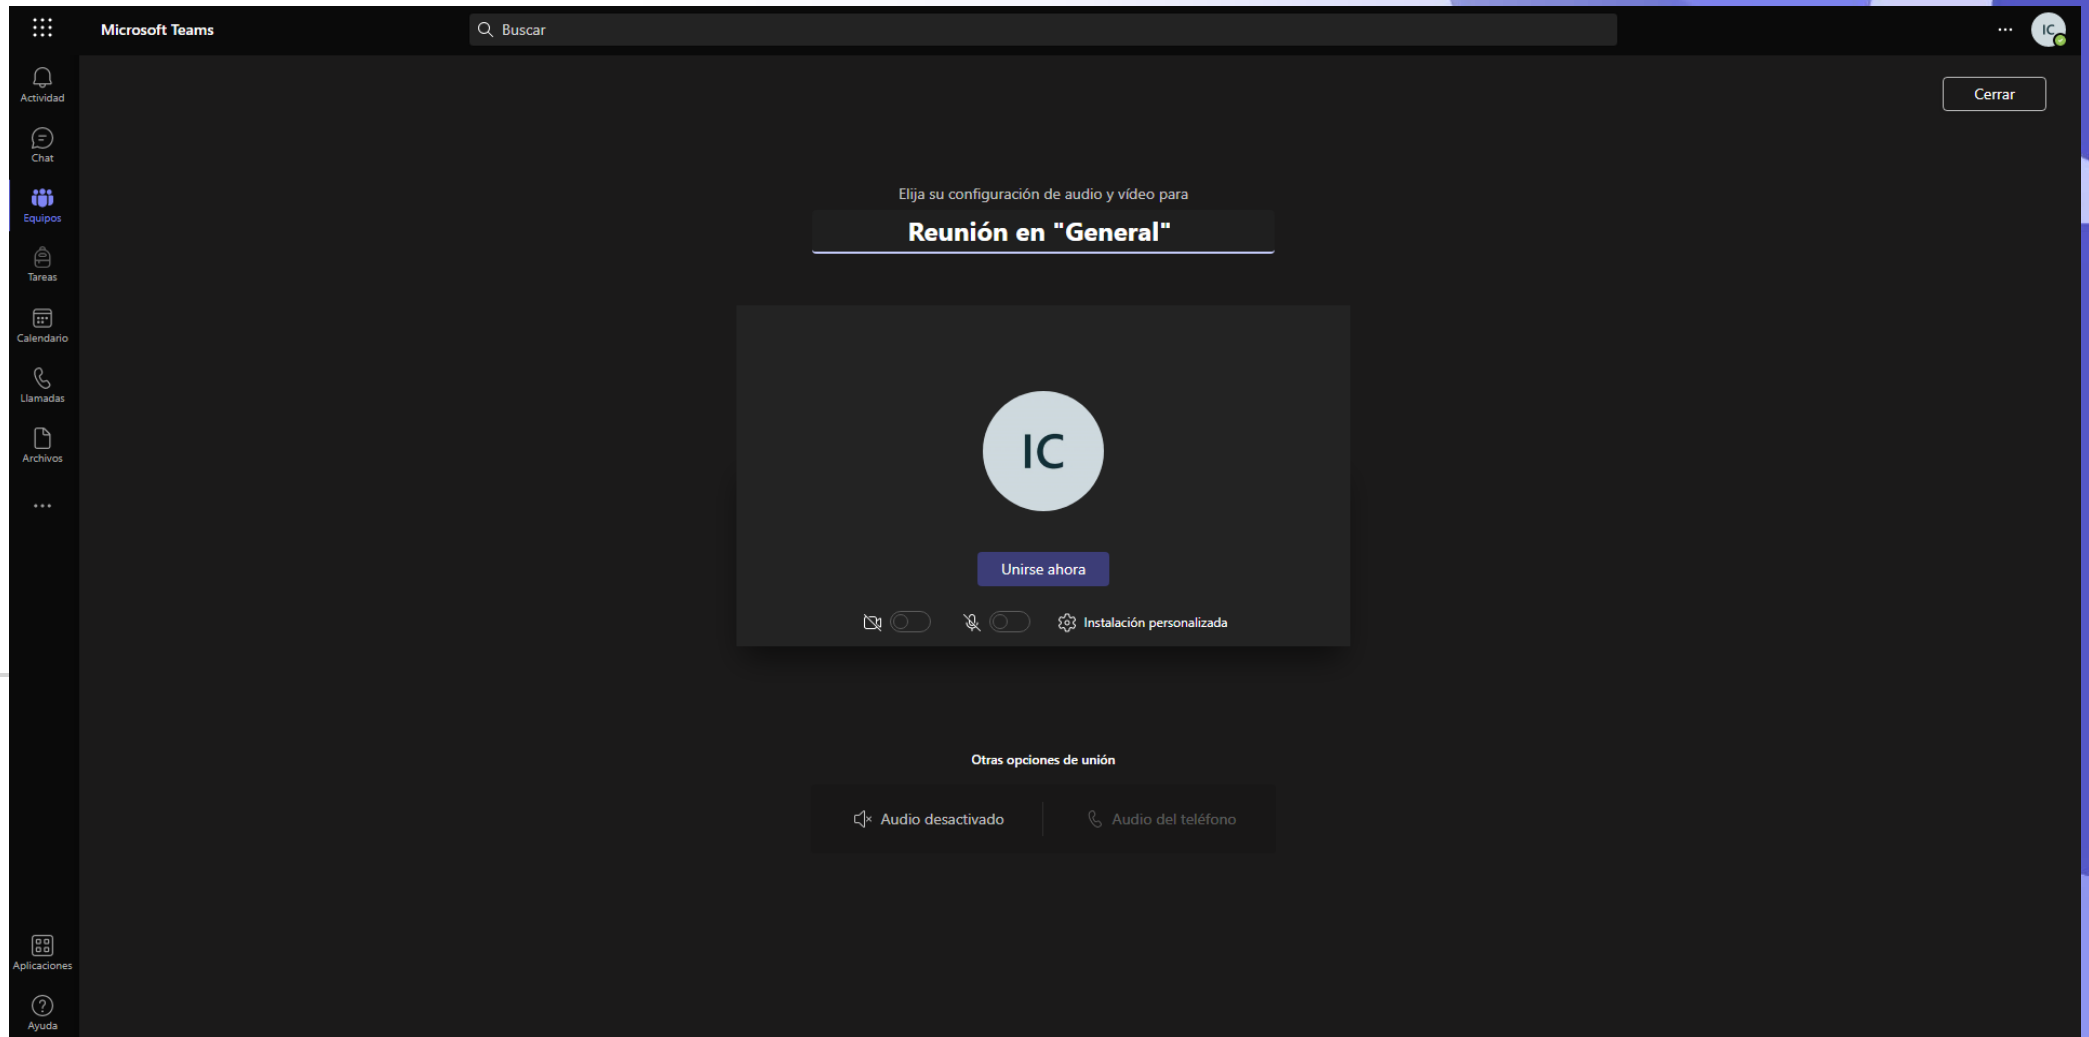 Microsoft Teams
Buscar
IC
Actividad
Chat
Equipos
Tareas
Calendario
Llamadas
Archivos
Aplicaciones
Ayuda
Cerrar
Elija su configuración de audio y vídeo para
Reunión en "General"
IC
Unirse ahora
Instalación personalizada
Otras opciones de unión
Audio desactivado
Audio del teléfono